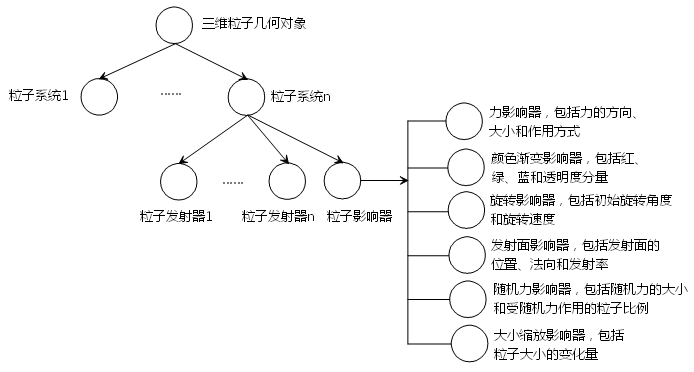 三维粒子几何对象
粒子系统1
......
粒子系统n
粒子发射器1
......
粒子发射器n
粒子影响器
力影响器，包括力的方向、
大小和作用方式
颜色渐变影响器，包括红、
绿、蓝和透明度分量
旋转影响器，包括初始旋转角度
和旋转速度
发射面影响器，包括发射面的
位置、法向和发射率
随机力影响器，包括随机力的大小
和受随机力作用的粒子比例
大小缩放影响器，包括
粒子大小的变化量